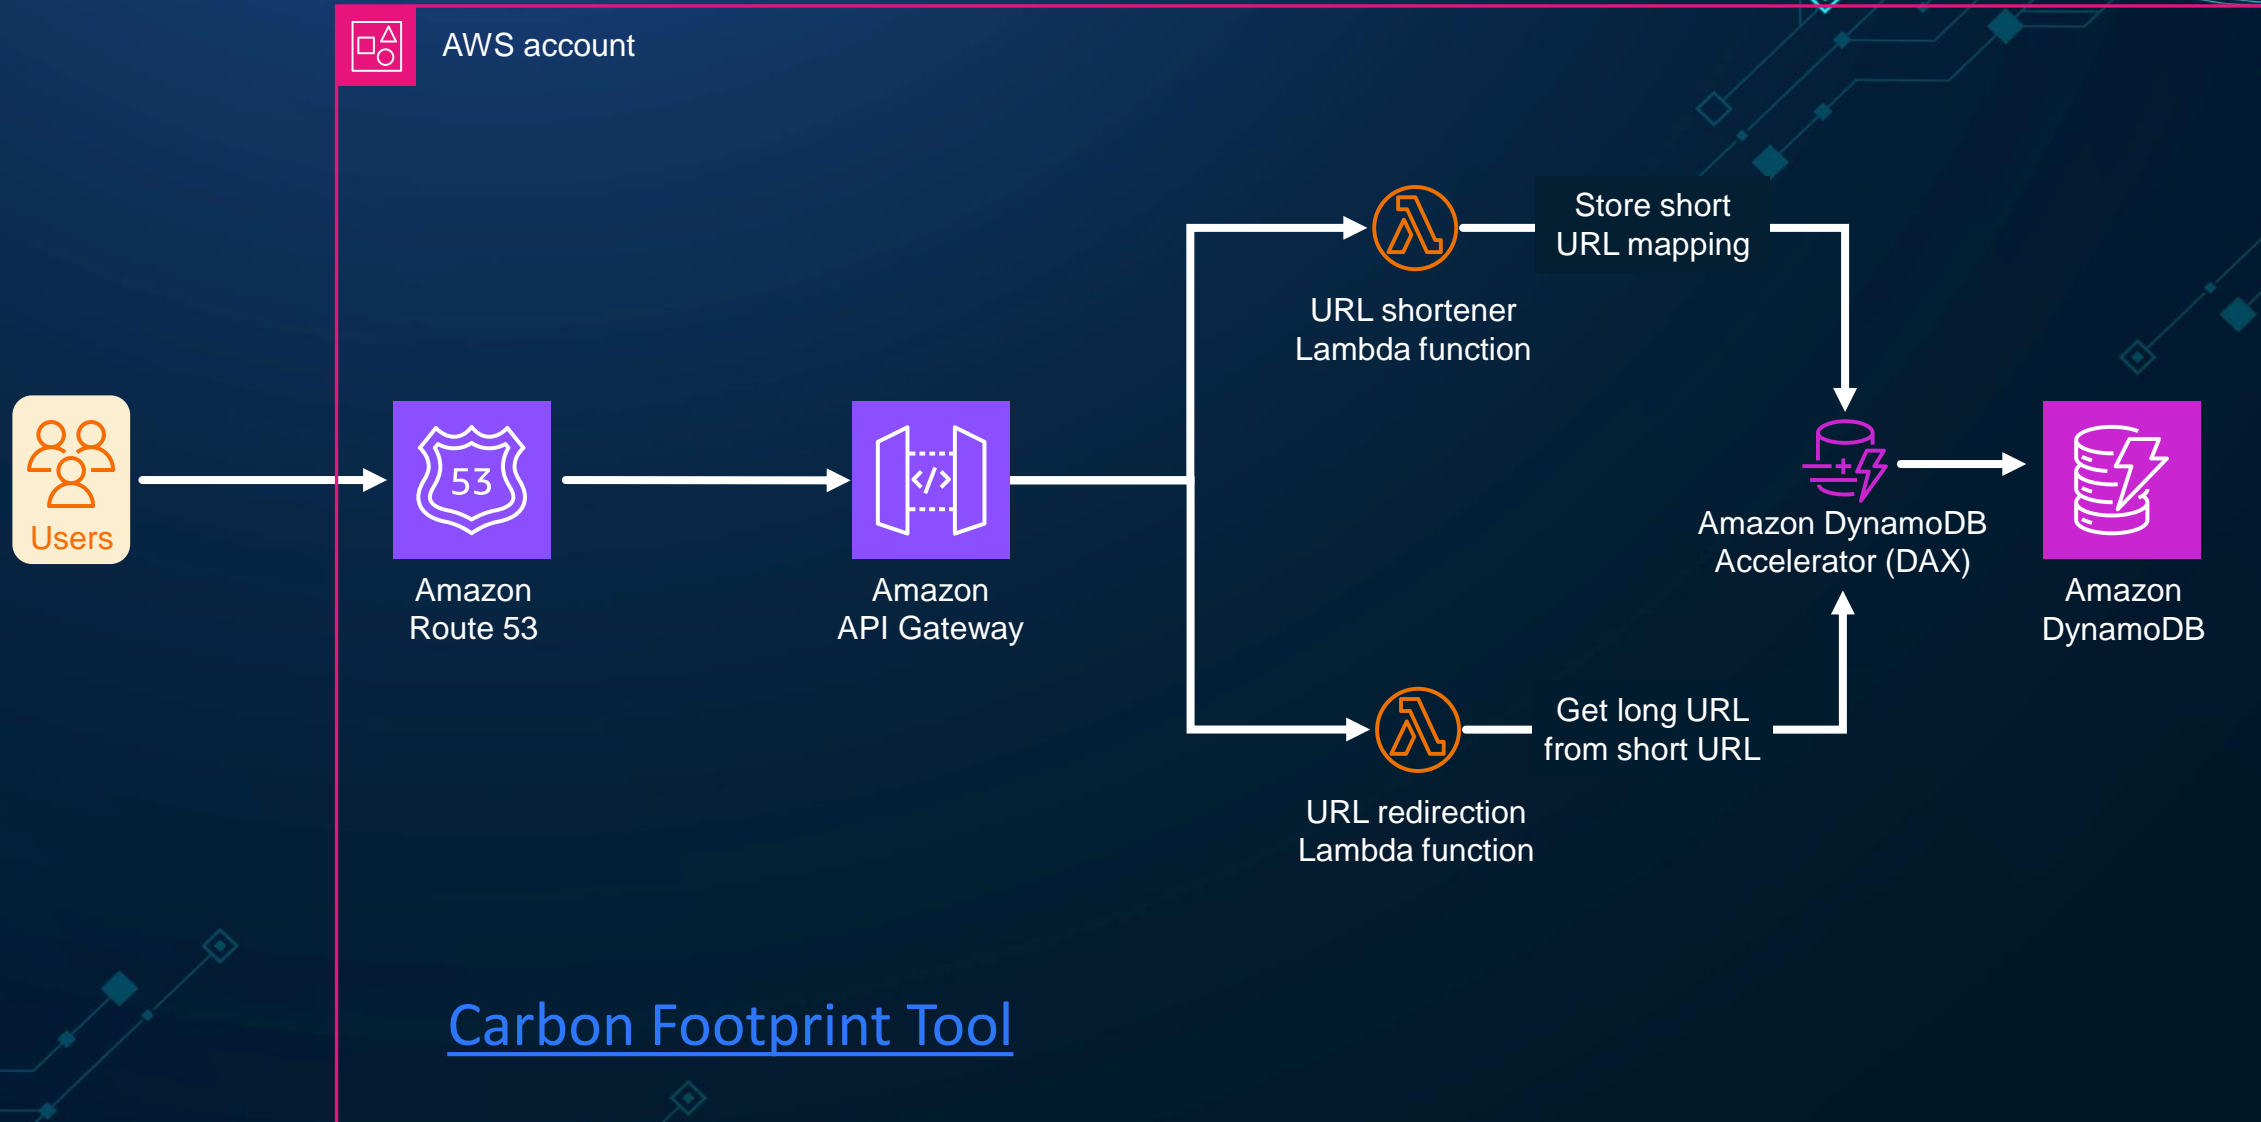 AWS account
Store short
URL mapping
URL shortener
Lambda function
Users
53
Amazon
Route 53
</>
Amazon
API Gateway
Amazon DynamoDB
Accelerator (DAX)
Amazon
DynamoDB
Get long URL
from short URL
URL redirection
Lambda function
Carbon Footprint Tool